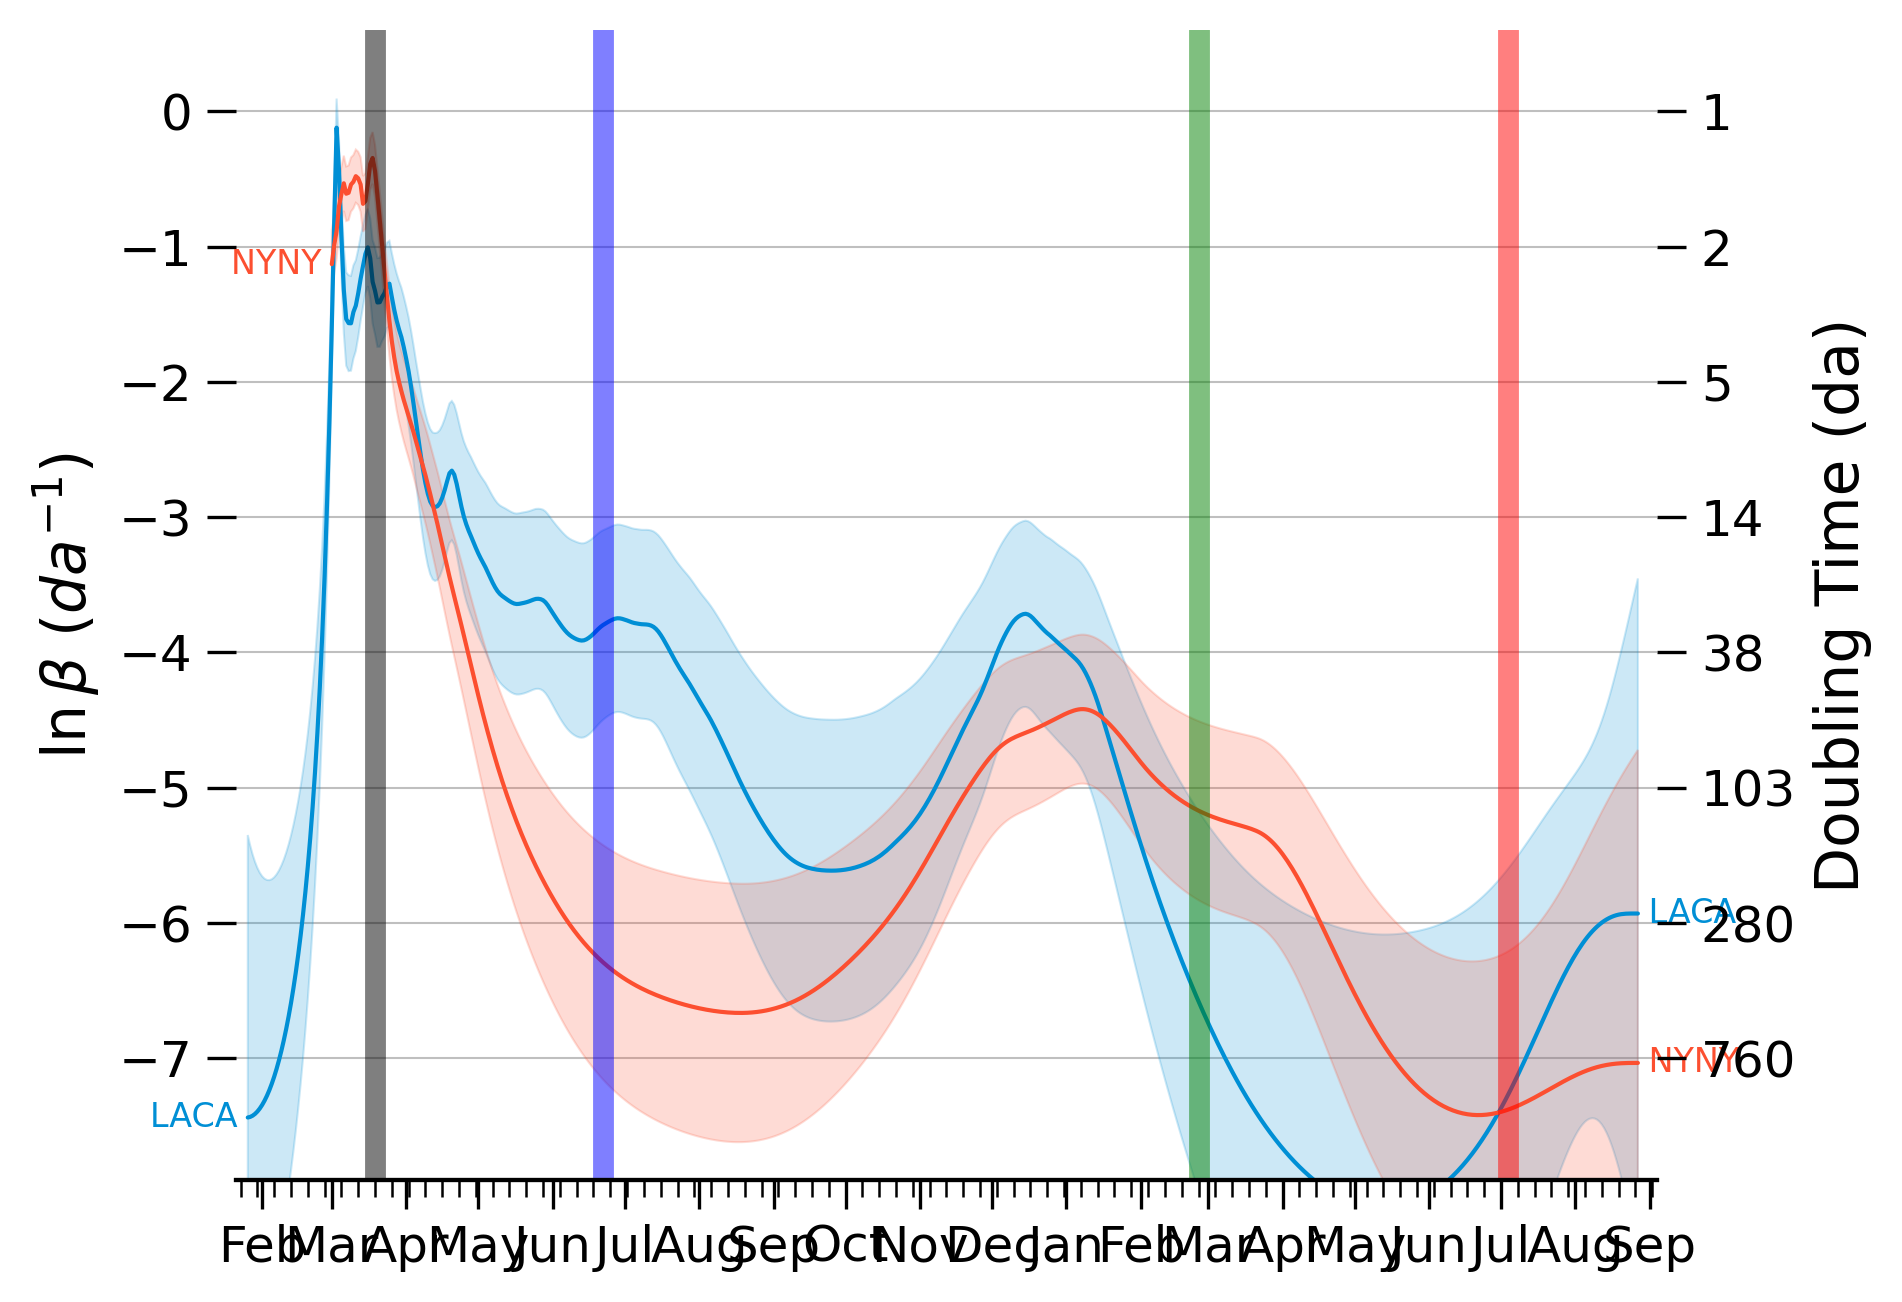 0
−1
−2
−3
−4
−5
−6
−7
ln β (da⁻¹)
1
2
5
14
38
103
280
760
Doubling Time (da)
NYNY
LACA
LACA
NYNY
Feb Mar Apr May Jun Jul Aug Sep Oct Nov Dec Jan Feb Mar Apr May Jun Jul Aug Sep